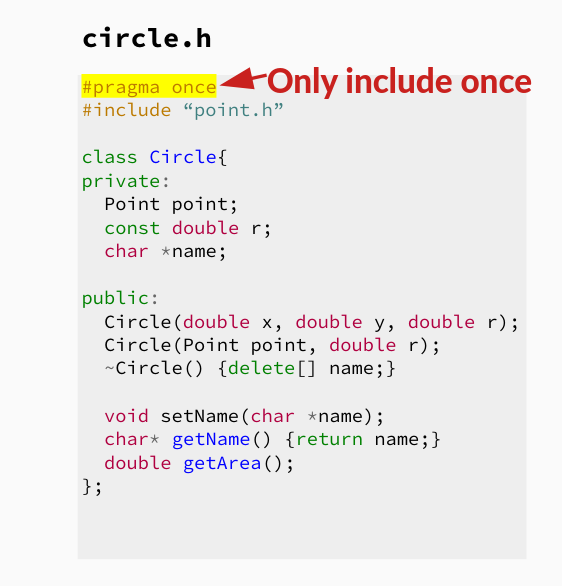 circle.h
#pragma once
Only include once
#include “point.h”
class Circle{
private:
Point point;
const double r;
char *name;
public:
Circle(double x, double y, double r);
Circle(Point point, double r);
~Circle() {delete[] name;}
void setName(char *name);
char* getName() {return name;}
double getArea();
};